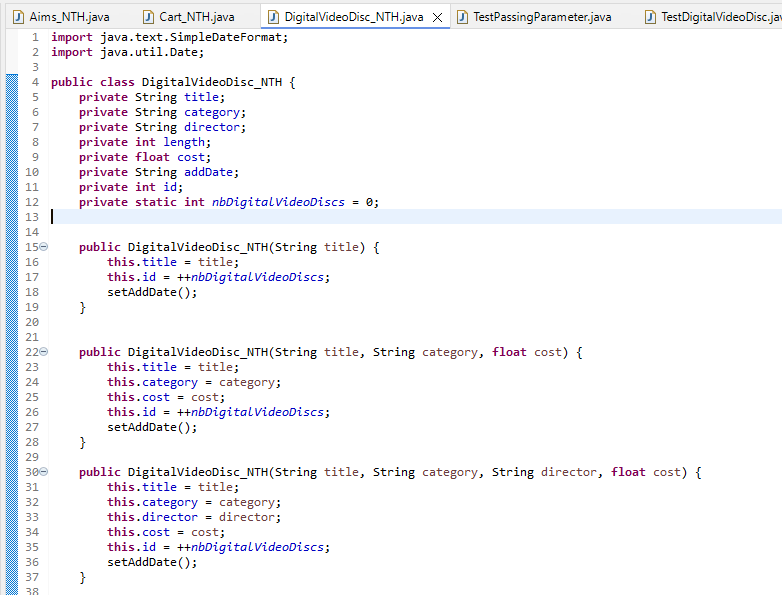 Aims_NTH.java Cart_NTH.java DigitalVideoDisc_NTH.java TestPassingParameter.java TestDigitalVideoDisc.jav
1 import java.text.SimpleDateFormat;
2 import java.util.Date;
3
4 public class DigitalVideoDisc_NTH {
5     private String title;
6     private String category;
7     private String director;
8     private int length;
9     private float cost;
10     private String addDate;
11     private int id;
12     private static int nbDigitalVideoDiscs = 0;
13
14
15     public DigitalVideoDisc_NTH(String title) {
16         this.title = title;
17         this.id = ++nbDigitalVideoDiscs;
18         setAddDate();
19     }
20
21
22     public DigitalVideoDisc_NTH(String title, String category, float cost) {
23         this.title = title;
24         this.category = category;
25         this.cost = cost;
26         this.id = ++nbDigitalVideoDiscs;
27         setAddDate();
28     }
29
30     public DigitalVideoDisc_NTH(String title, String category, String director, float cost) {
31         this.title = title;
32         this.category = category;
33         this.director = director;
34         this.cost = cost;
35         this.id = ++nbDigitalVideoDiscs;
36         setAddDate();
37     }
38